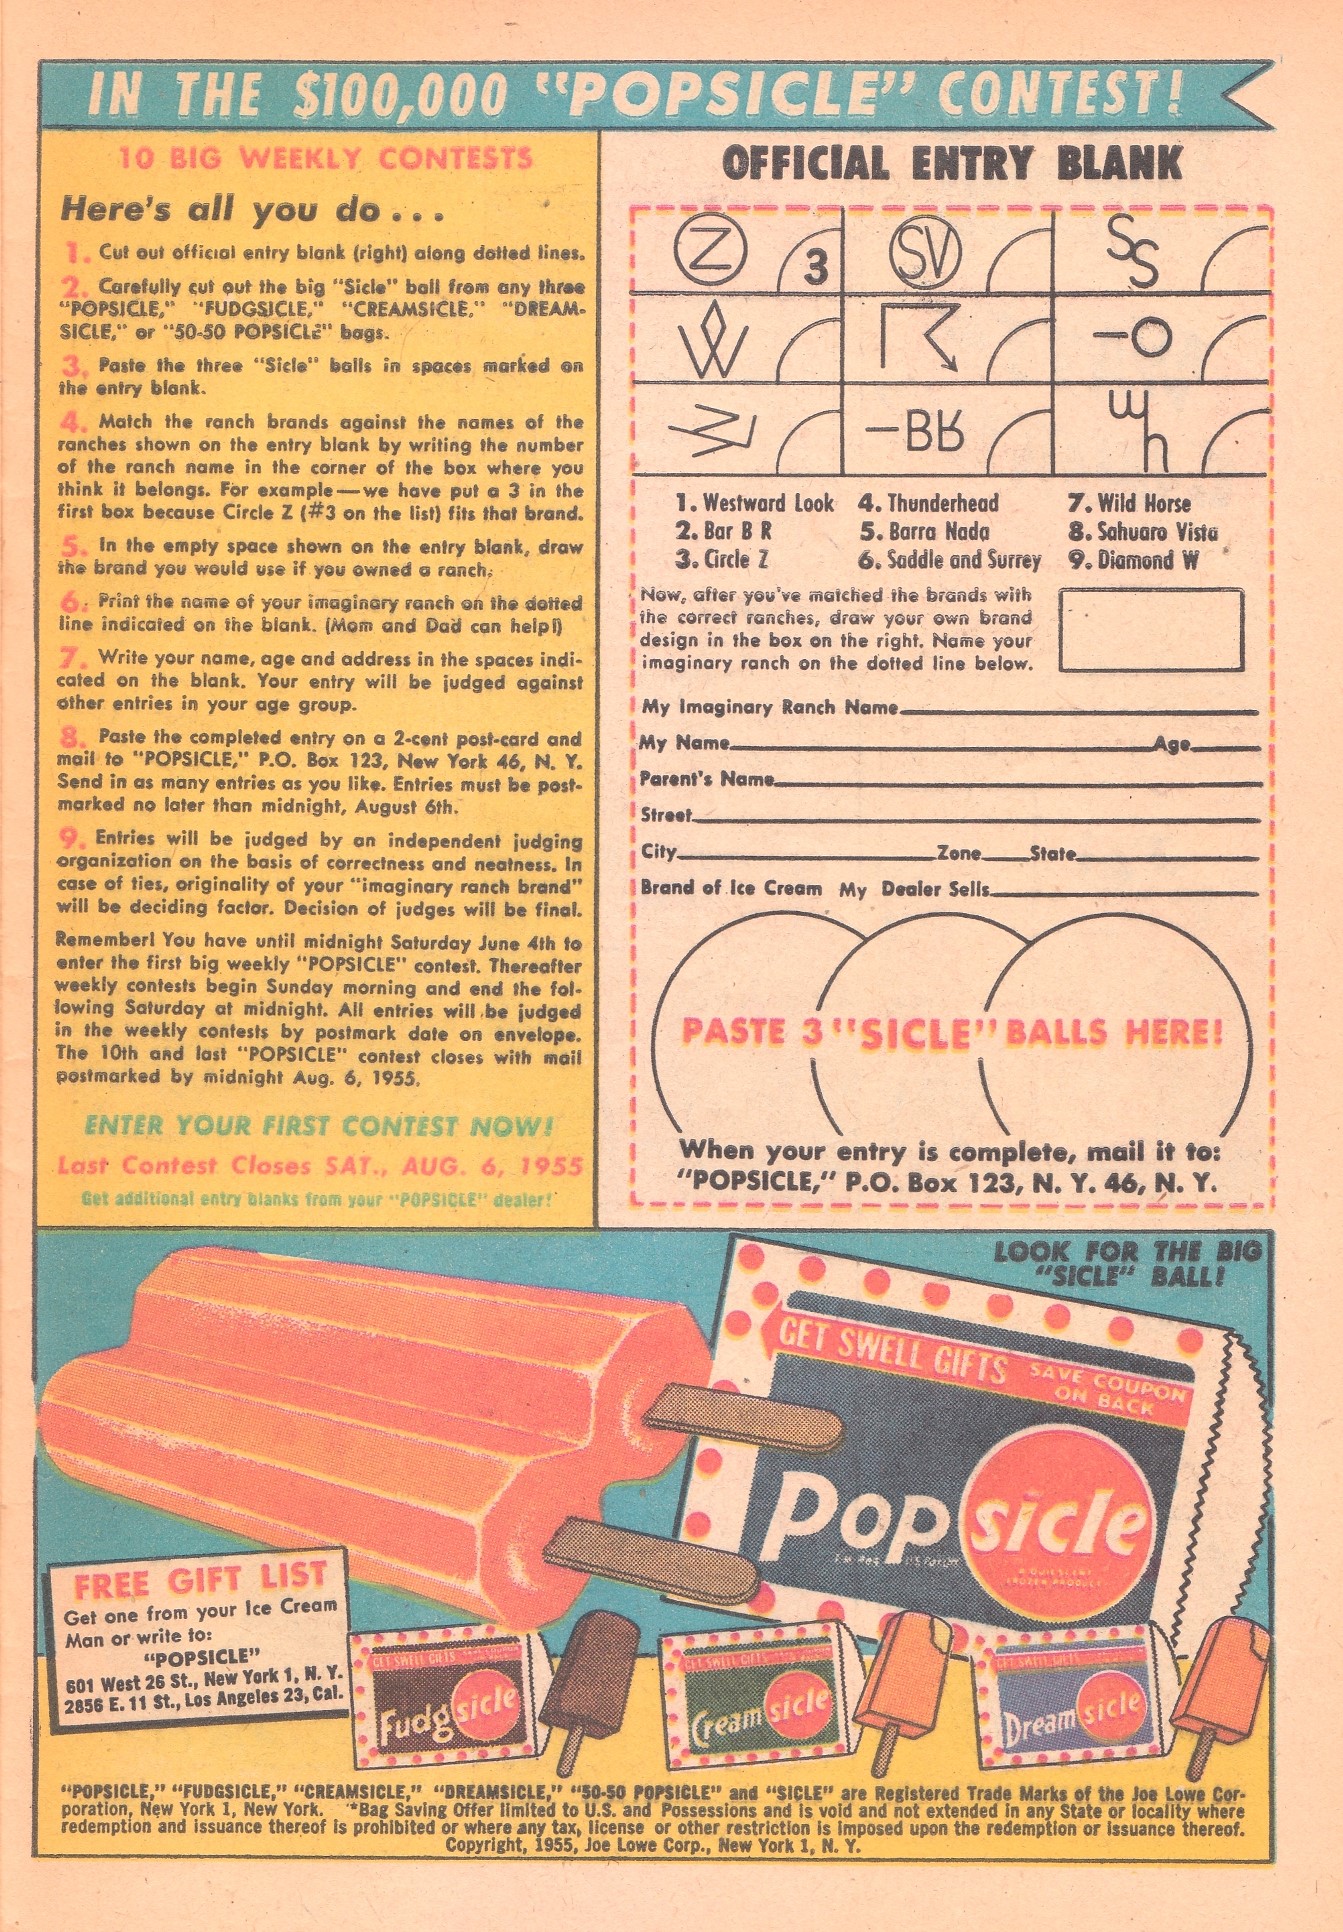 IN THE $100,000 "POPSICLE" CONTEST!
10 BIG WEEKLY CONTESTS
Here's all you do...
1. Cut out official entry blank (right) along dotted lines.
2. Carefully cut out the big "Sicle" ball from any three
"POPSICLE," "FUDGSICLE," "CREAMSICLE," "DREAM-
SICLE," or "50-50 POPSICLE" bags.
3. Paste the three "Sicle" balls in spaces marked on
the entry blank.
4. Match the ranch brands against the names of the
ranches shown on the entry blank by writing the number
of the ranch name in the corner of the box where you
think it belongs. For example—we have put a 3 in the
first box because Circle Z (#3 on the list) fits that brand.
5. In the empty space shown on the entry blank, draw
the brand you would use if you owned a ranch.
6. Print the name of your imaginary ranch on the dotted
line indicated on the blank. (Mom and Dad can help!)
7. Write your name, age and address in the spaces indi-
cated on the blank. Your entry will be judged against
other entries in your age group.
8. Paste the completed entry on a 2-cent post-card and
mail to "POPSICLE," P.O. Box 123, New York 46, N. Y.
Send in as many entries as you like. Entries must be post-
marked no later than midnight, August 6th.
9. Entries will be judged by an independent judging
organization on the basis of correctness and neatness. In
case of ties, originality of your "imaginary ranch brand"
will be deciding factor. Decision of judges will be final.
Remember! You have until midnight Saturday June 4th to
enter the first big weekly "POPSICLE" contest. Thereafter
weekly contests begin Sunday morning and end the fol-
lowing Saturday at midnight. All entries will be judged
in the weekly contests by postmark date on envelope.
The 10th and last "POPSICLE" contest closes with mail
postmarked by midnight Aug. 6, 1955.
ENTER YOUR FIRST CONTEST NOW!
Last Contest Closes SAT., AUG. 6, 1955
Get additional entry blanks from your "POPSICLE" dealer!
OFFICIAL ENTRY BLANK
Z 3 SV SS
W -O
-BR h
1. Westward Look 4. Thunderhead 7. Wild Horse
2. Bar B R 5. Barra Nada 8. Sahuaro Vista
3. Circle Z 6. Saddle and Surrey 9. Diamond W
Now, after you've matched the brands with
the correct ranches, draw your own brand
design in the box on the right. Name your
imaginary ranch on the dotted line below.
My Imaginary Ranch Name
My Name Age
Parent's Name
Street
City Zone State
Brand of Ice Cream My Dealer Sells
PASTE 3 "SICLE" BALLS HERE!
When your entry is complete, mail it to:
"POPSICLE," P.O. Box 123, N. Y. 46, N. Y.
LOOK FOR THE BIG
"SICLE" BALL!
GET SWELL GIFTS SAVE COUPON
ON BACK
Popsicle
FREE GIFT LIST
Get one from your Ice Cream
Man or write to:
"POPSICLE"
601 West 26 St., New York 1, N. Y.
2856 E. 11 St., Los Angeles 23, Cal.
GET SWELL GIFTS
Fudgsicle
GET SWELL GIFTS
Creamsicle
GET SWELL GIFTS
Dreamsicle
"POPSICLE," "FUDGSICLE," "CREAMSICLE," "DREAMSICLE," "50-50 POPSICLE" and "SICLE" are Registered Trade Marks of the Joe Lowe Cor-
poration, New York 1, New York. *Bag Saving Offer limited to U.S. and Possessions and is void and not extended in any State or locality where
redemption and issuance thereof is prohibited or where any tax, license or other restriction is imposed upon the redemption or issuance thereof.
Copyright, 1955, Joe Lowe Corp., New York 1, N. Y.